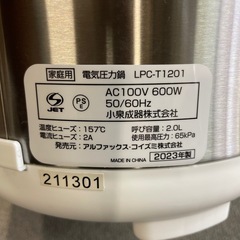 家庭用 電気圧力鍋 LPC-T1201
S JET
PS E
AC100V 600W
50/60Hz
小泉成器株式会社
温度ヒューズ：157℃ 呼び容量：2.0L
電流ヒューズ：2A 最高使用圧力：65kPa
発売元：アルファックス・コイズミ株式会社
MADE IN CHINA 2023年製
211301